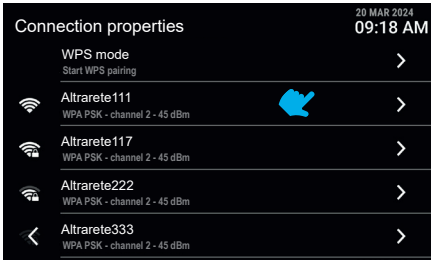 20 MAR 2024
Connection properties 09:18 AM
WPS mode
Start WPS pairing
Altrarete111
WPA PSK - channel 2 - 45 dBm
Altrarete117
WPA PSK - channel 2 - 45 dBm
Altrarete222
WPA PSK - channel 2 - 45 dBm
Altrarete333
WPA PSK - channel 2 - 45 dBm